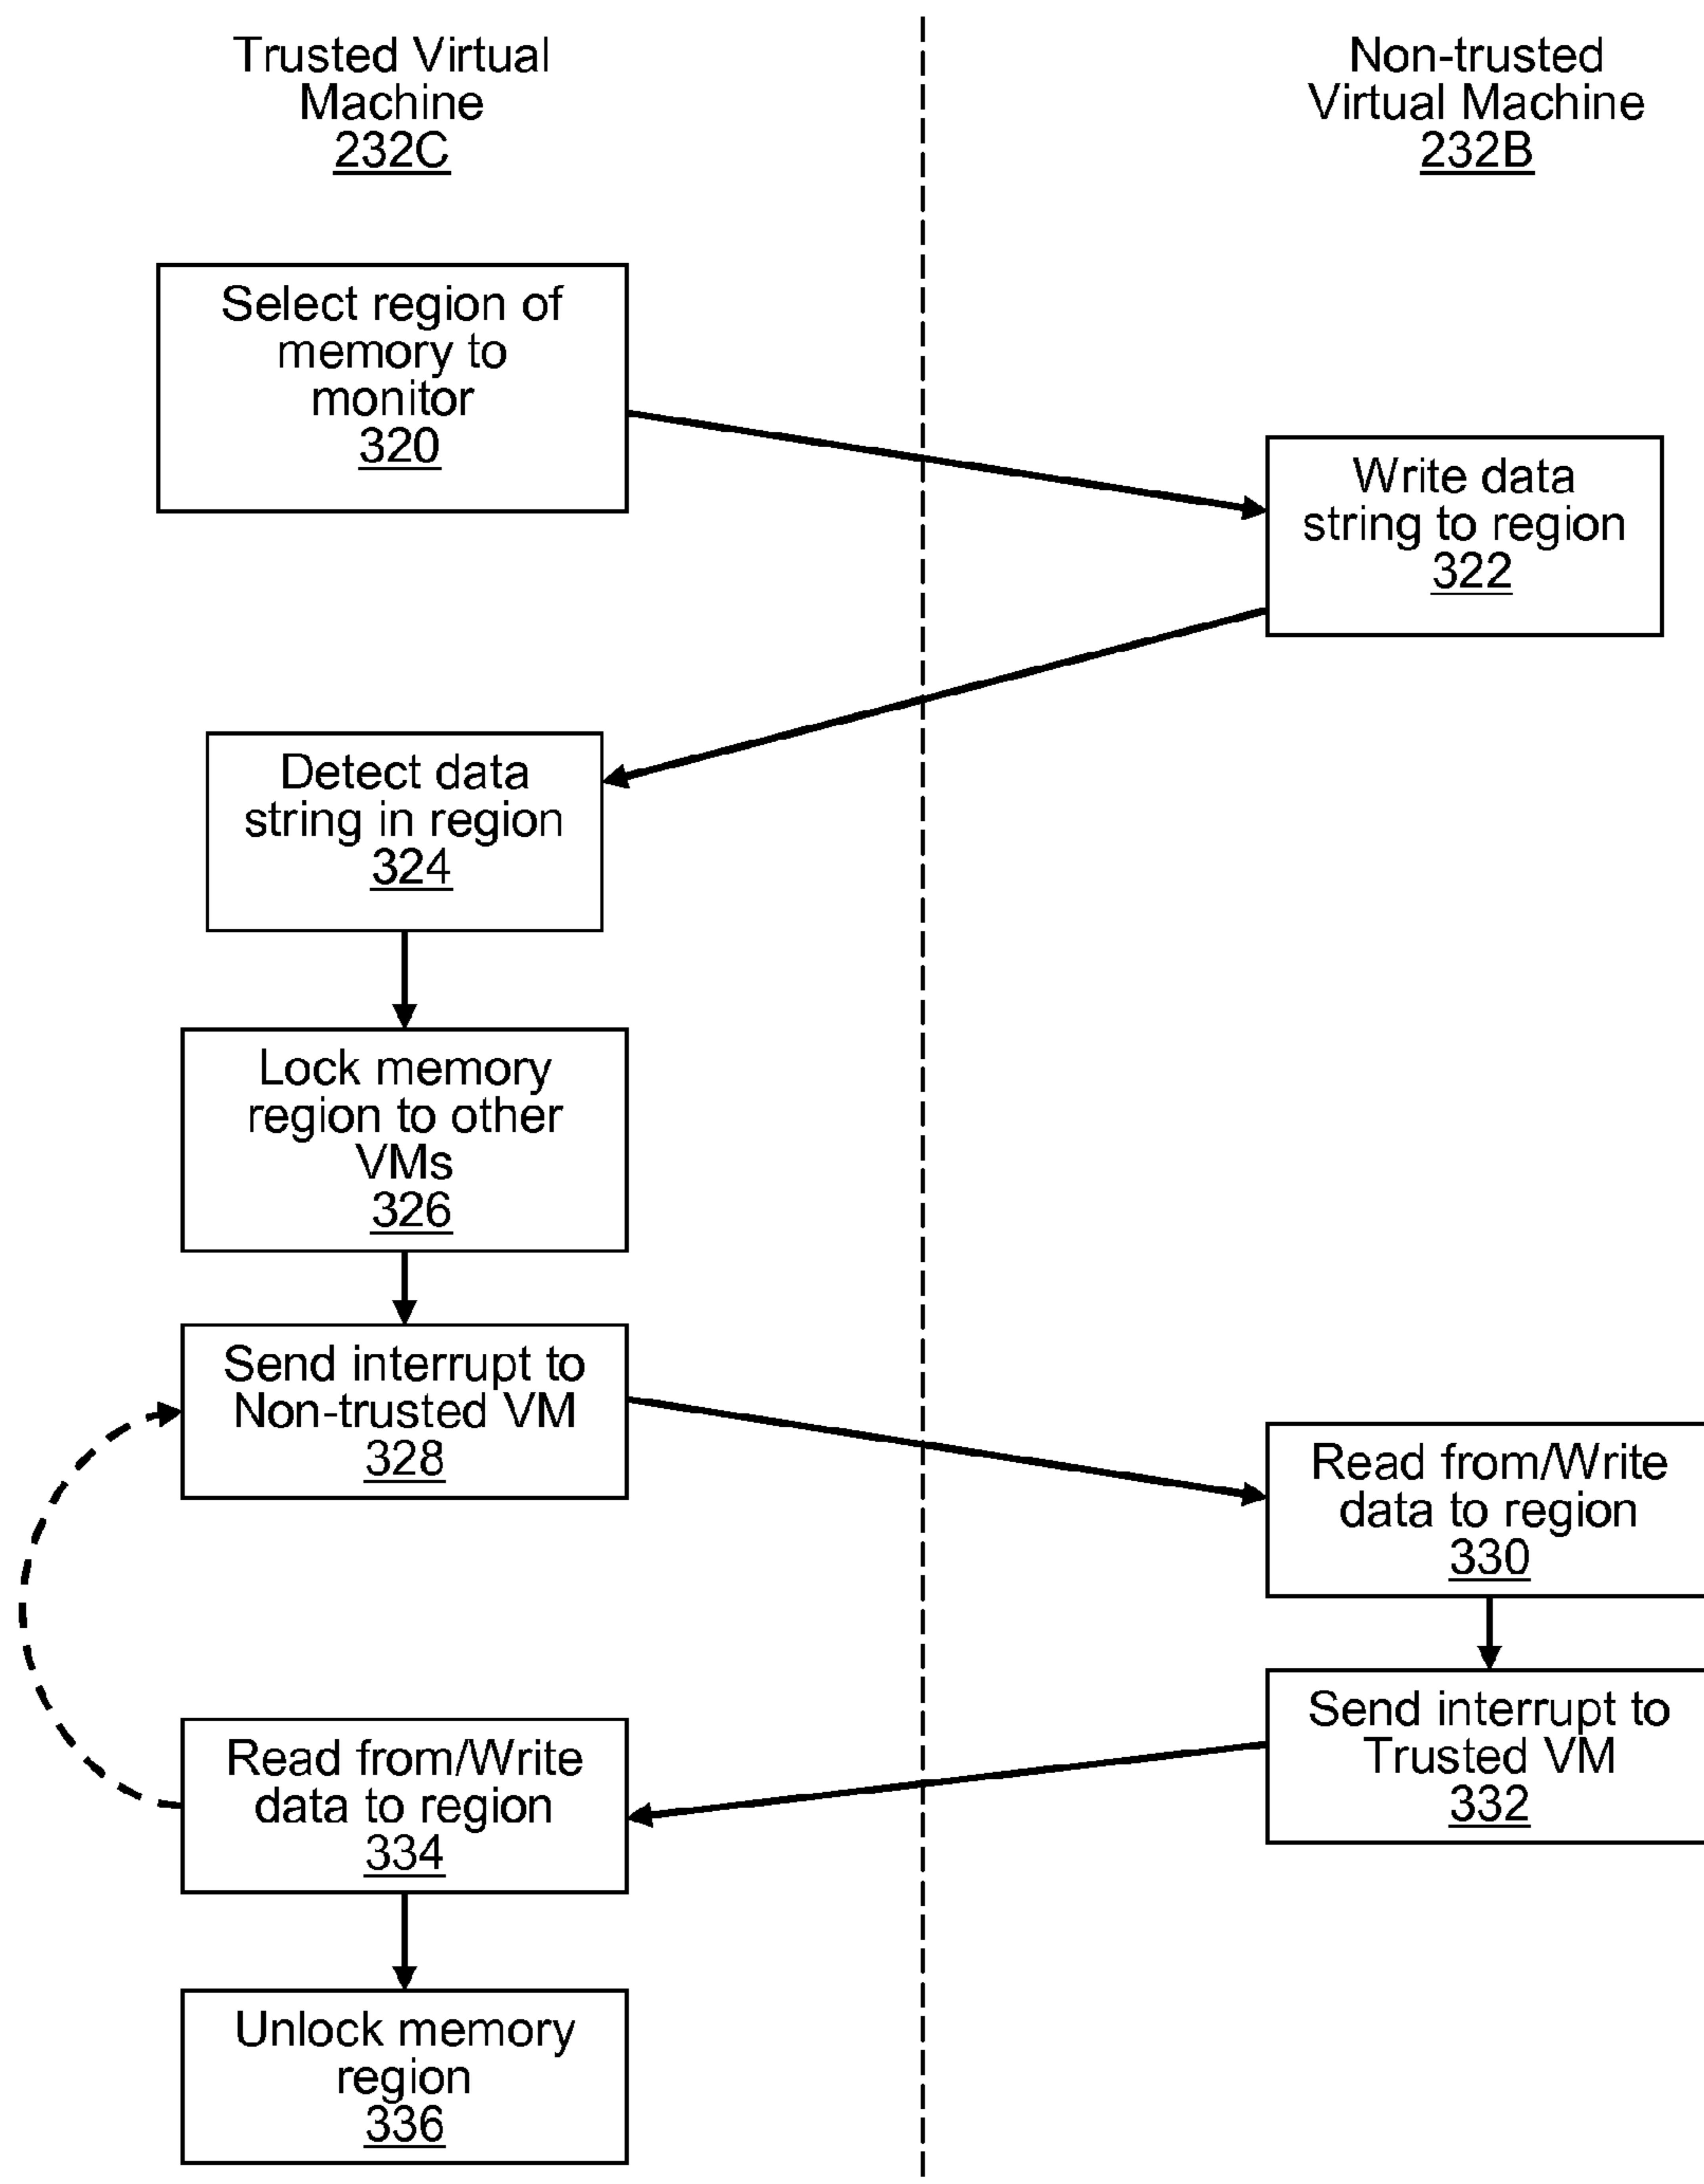 Trusted Virtual
Machine
232C
Non-trusted
Virtual Machine
232B
Select region of
memory to
monitor
320
Write data
string to region
322
Detect data
string in region
324
Lock memory
region to other
VMs
326
Send interrupt to
Non-trusted VM
328
Read from/Write
data to region
330
Send interrupt to
Trusted VM
332
Read from/Write
data to region
334
Unlock memory
region
336